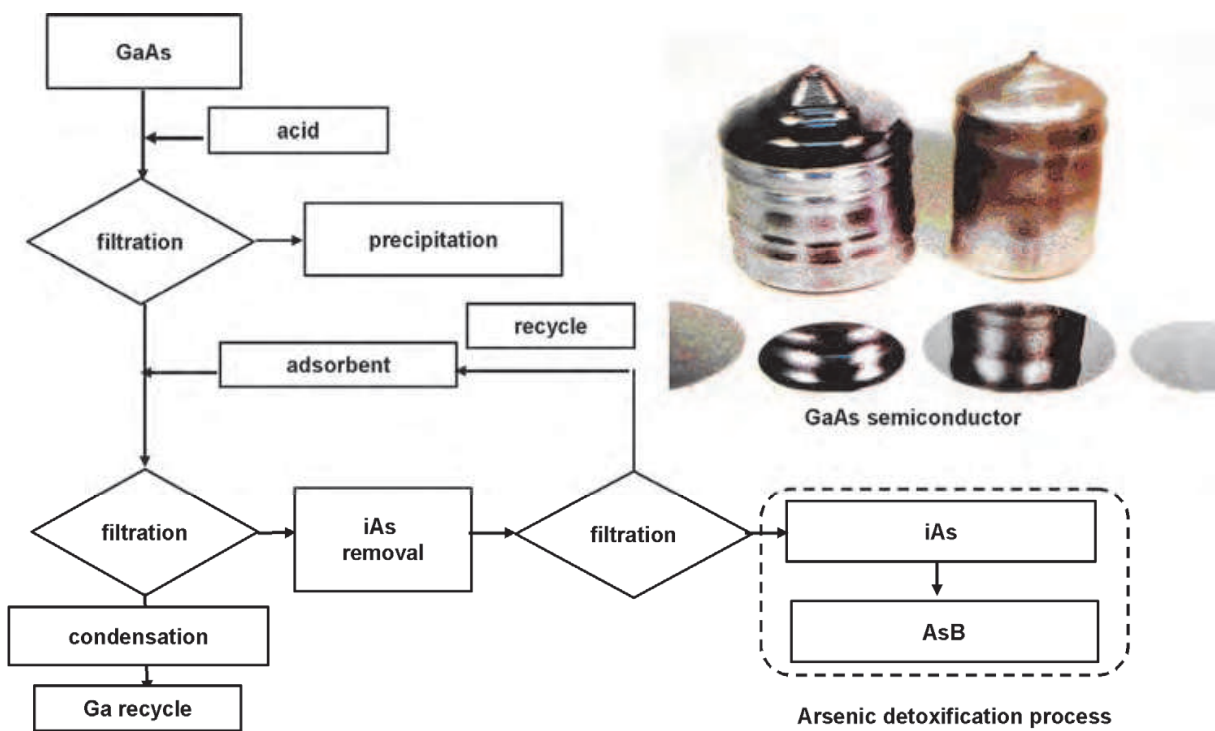 GaAs
acid
filtration
precipitation
recycle
adsorbent
GaAs semiconductor
filtration
iAs
removal
filtration
iAs
AsB
condensation
Ga recycle
Arsenic detoxification process